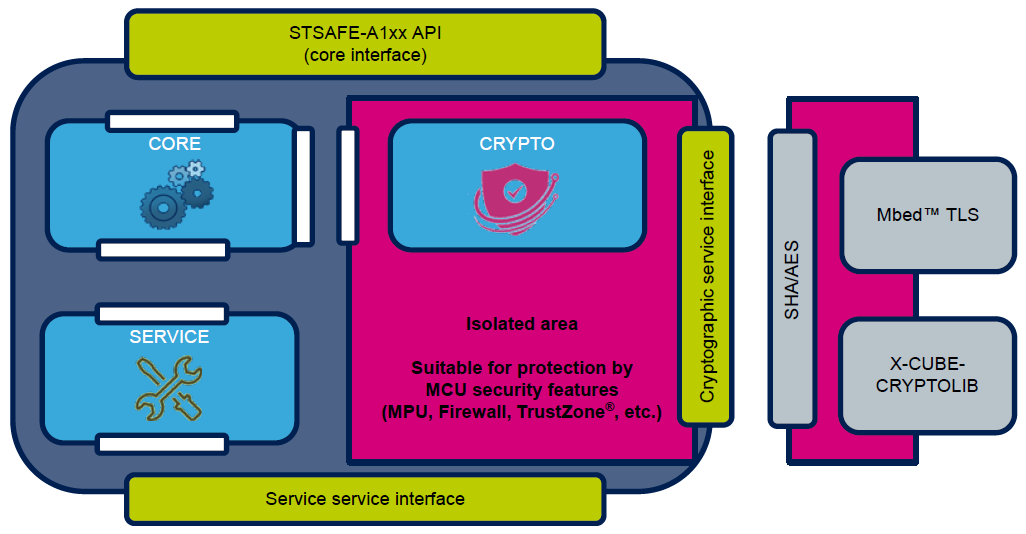 STSAFE-A1xx API
(core interface)
CORE
CRYPTO
SERVICE
Isolated area
Suitable for protection by
MCU security features
(MPU, Firewall, TrustZone®, etc.)
Cryptographic service interface
Service service interface
SHA/AES
Mbed™ TLS
X-CUBE-
CRYPTOLIB